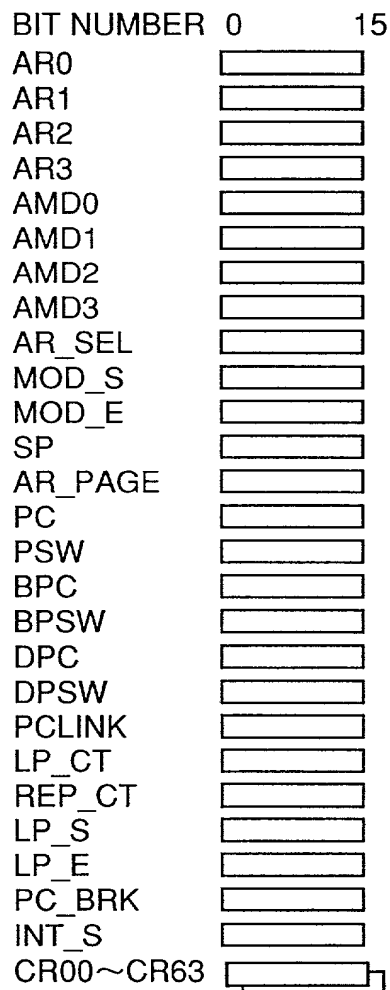 BIT NUMBER 0 15
AR0
AR1
AR2
AR3
AMD0
AMD1
AMD2
AMD3
AR_SEL
MOD_S
MOD_E
SP
AR_PAGE
PC
PSW
BPC
BPSW
DPC
DPSW
PCLINK
LP_CT
REP_CT
LP_S
LP_E
PC_BRK
INT_S
CR00～CR63